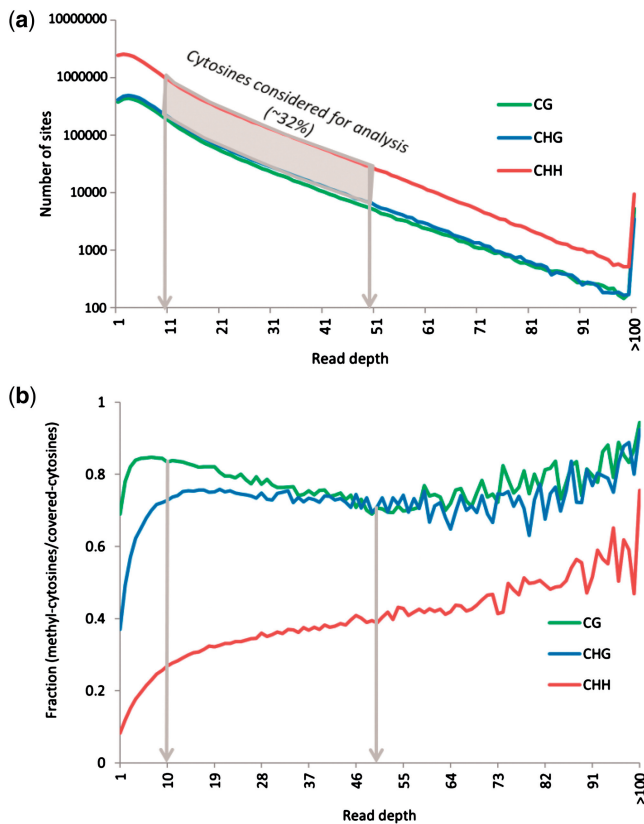 (a)
10000000
1000000
100000
10000
1000
100
Number of sites
Cytosines considered for analysis
(~32%)
CG
CHG
CHH
1
11
21
31
41
51
61
71
81
91
>100
Read depth
(b)
1
0.8
0.6
0.4
0.2
0
Fraction (methyl-cytosines/covered-cytosines)
CG
CHG
CHH
1
10
19
28
37
46
55
64
73
82
91
>100
Read depth